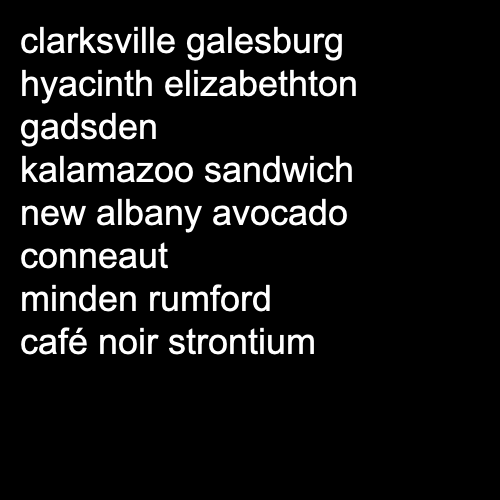 clarksville galesburg
hyacinth elizabethton
gadsden
kalamazoo sandwich
new albany avocado
conneaut
minden rumford
café noir strontium